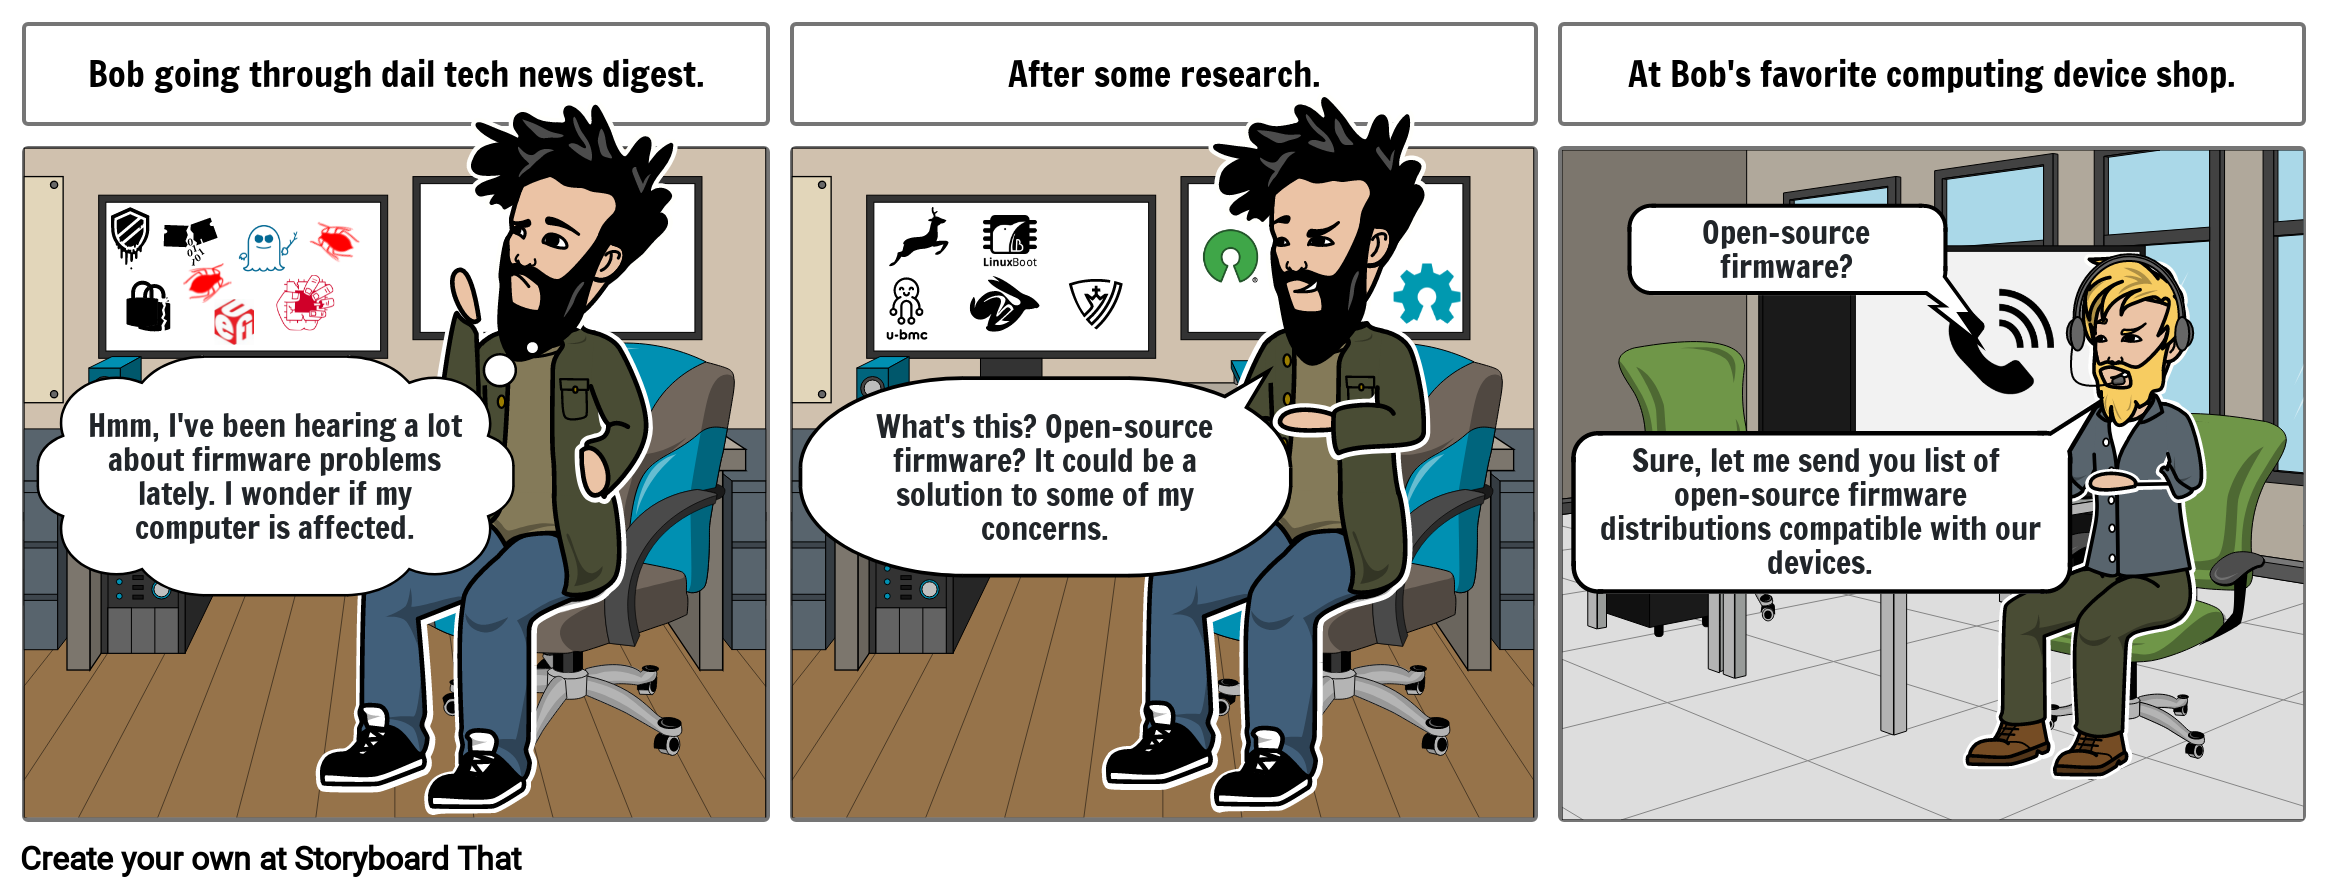 Bob going through dail tech news digest.
After some research.
At Bob's favorite computing device shop.
Hmm, I've been hearing a lot
about firmware problems
lately. I wonder if my
computer is affected.
LinuxBoot
u-bmc
®
What's this? Open-source
firmware? It could be a
solution to some of my
concerns.
Open-source
firmware?
Sure, let me send you list of
open-source firmware
distributions compatible with our
devices.
Create your own at Storyboard That